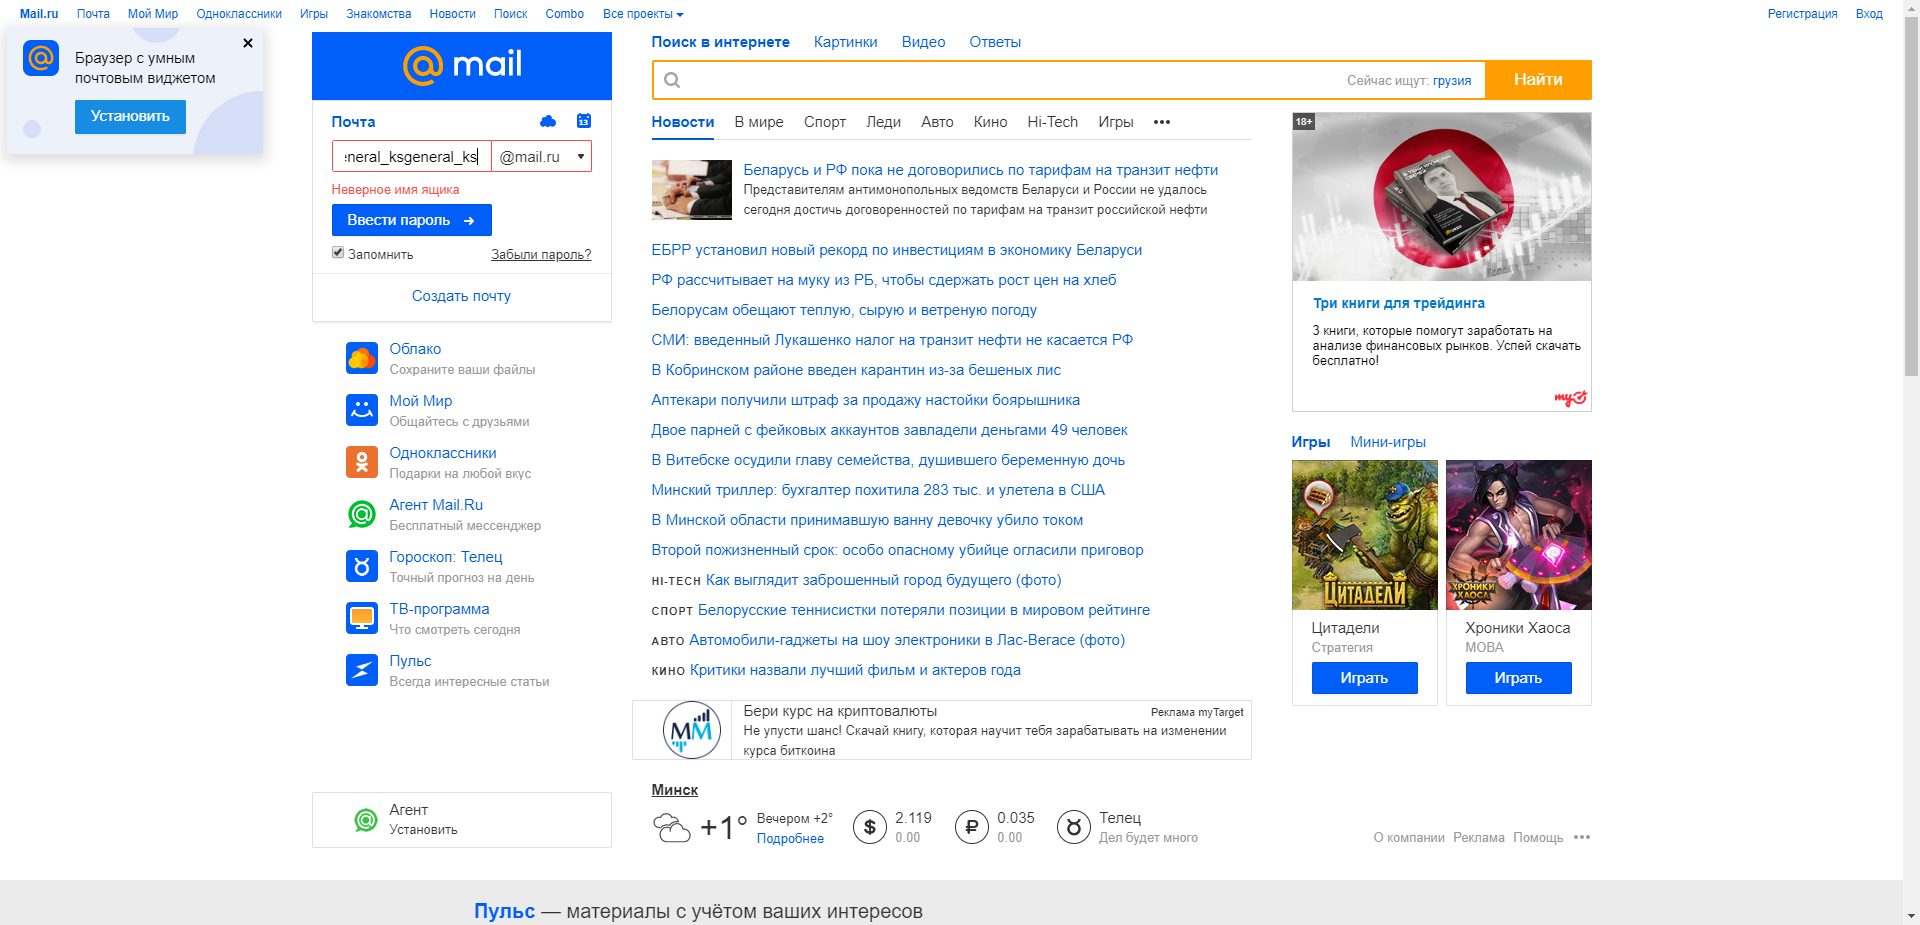 Mail.ru Почта Мой Мир Одноклассники Игры Знакомства Новости Поиск Combo Все проекты Регистрация Вход
Браузер с умным
почтовым виджетом
Установить
mail
Почта
13
eneral_ksgeneral_ks @mail.ru
Неверное имя ящика
Ввести пароль
Запомнить Забыли пароль?
Создать почту
Облако
Сохраните ваши файлы
Мой Мир
Общайтесь с друзьями
Одноклассники
Подарки на любой вкус
Агент Mail.Ru
Бесплатный мессенджер
Гороскоп: Телец
Точный прогноз на день
ТВ-программа
Что смотреть сегодня
Пульс
Всегда интересные статьи
Агент
Установить
Поиск в интернете Картинки Видео Ответы
Сейчас ищут: грузия Найти
Новости В мире Спорт Леди Авто Кино Hi-Tech Игры
Беларусь и РФ пока не договорились по тарифам на транзит нефти
Представителям антимонопольных ведомств Беларуси и России не удалось
сегодня достичь договоренностей по тарифам на транзит российской нефти
ЕБРР установил новый рекорд по инвестициям в экономику Беларуси
РФ рассчитывает на муку из РБ, чтобы сдержать рост цен на хлеб
Белорусам обещают теплую, сырую и ветреную погоду
СМИ: введенный Лукашенко налог на транзит нефти не касается РФ
В Кобринском районе введен карантин из-за бешеных лис
Аптекари получили штраф за продажу настойки боярышника
Двое парней с фейковых аккаунтов завладели деньгами 49 человек
В Витебске осудили главу семейства, душившего беременную дочь
Минский триллер: бухгалтер похитила 283 тыс. и улетела в США
В Минской области принимавшую ванну девочку убило током
Второй пожизненный срок: особо опасному убийце огласили приговор
HI-TECH Как выглядит заброшенный город будущего (фото)
СПОРТ Белорусские теннисистки потеряли позиции в мировом рейтинге
АВТО Автомобили-гаджеты на шоу электроники в Лас-Вегасе (фото)
КИНО Критики назвали лучший фильм и актеров года
MM
Бери курс на криптовалюты Реклама myTarget
Не упусти шанс! Скачай книгу, которая научит тебя зарабатывать на изменении
курса биткоина
Минск
+1° Вечером +2° $ 2.119 ₽ 0.035 Телец
Подробнее 0.00 0.00 Дел будет много
18+
Три книги для трейдинга
3 книги, которые помогут заработать на
анализе финансовых рынков. Успей скачать
бесплатно!
my
Игры Мини-игры
ЦИТАДЕЛИ
ХРОНИКИ
ХАОСА
Цитадели
Стратегия
Играть
Хроники Хаоса
MOBA
Играть
О компании Реклама Помощь
Пульс — материалы с учётом ваших интересов